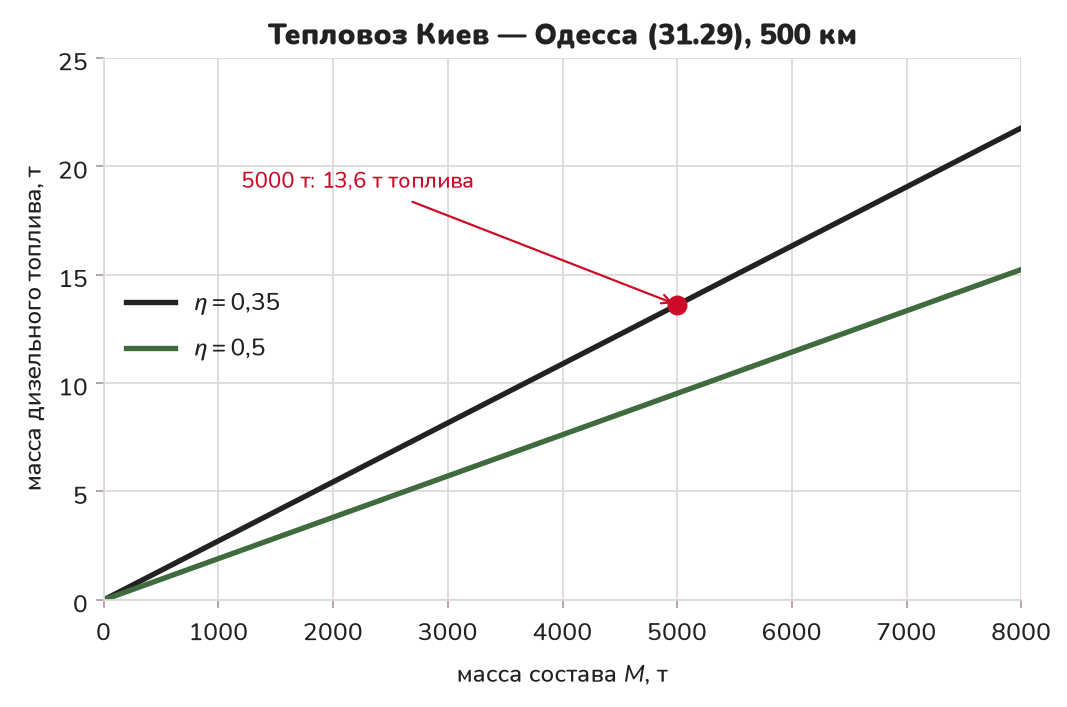 Тепловоз Киев — Одесса (31.29), 500 км
масса дизельного топлива, т
25
20
15
10
5
0
5000 т: 13,6 т топлива
η = 0,35
η = 0,5
0 1000 2000 3000 4000 5000 6000 7000 8000
масса состава M, т